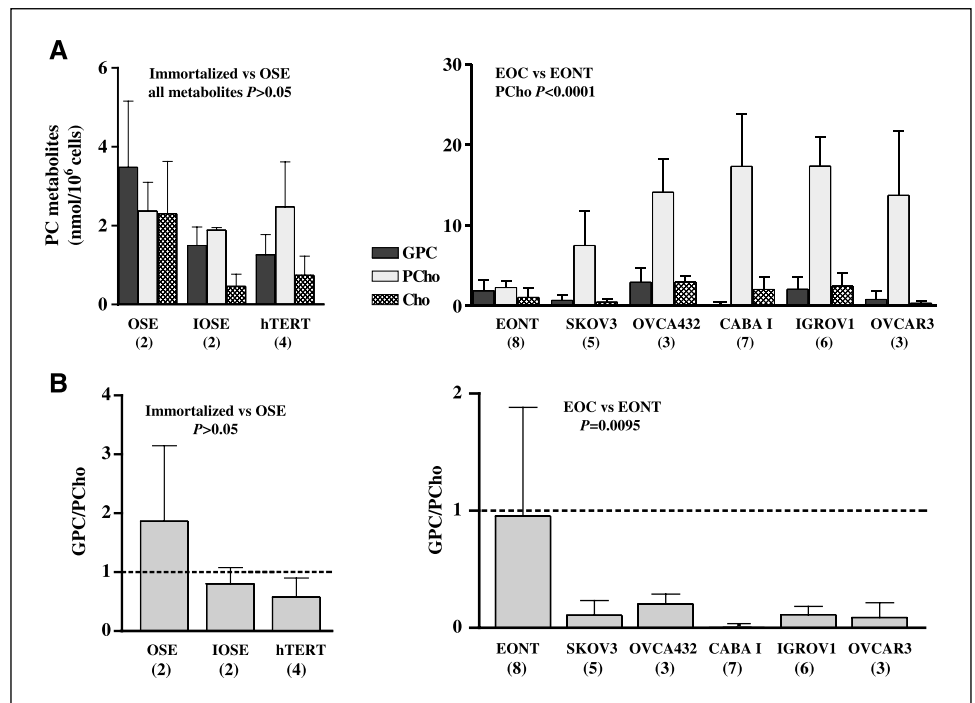 A
Immortalized vs OSE
all metabolites P>0.05
PC metabolites
(nmol/10⁶ cells)
6
4
2
0
OSE
IOSE
hTERT
(2)
(2)
(4)
GPC
PCho
Cho
EOC vs EONT
PCho P<0.0001
30
20
10
0
EONT
SKOV3
OVCA432
CABA I
IGROV1
OVCAR3
(8)
(5)
(3)
(7)
(6)
(3)
B
Immortalized vs OSE
P>0.05
GPC/PCho
4
3
2
1
0
OSE
IOSE
hTERT
(2)
(2)
(4)
EOC vs EONT
P=0.0095
GPC/PCho
2
1
0
EONT
SKOV3
OVCA432
CABA I
IGROV1
OVCAR3
(8)
(5)
(3)
(7)
(6)
(3)